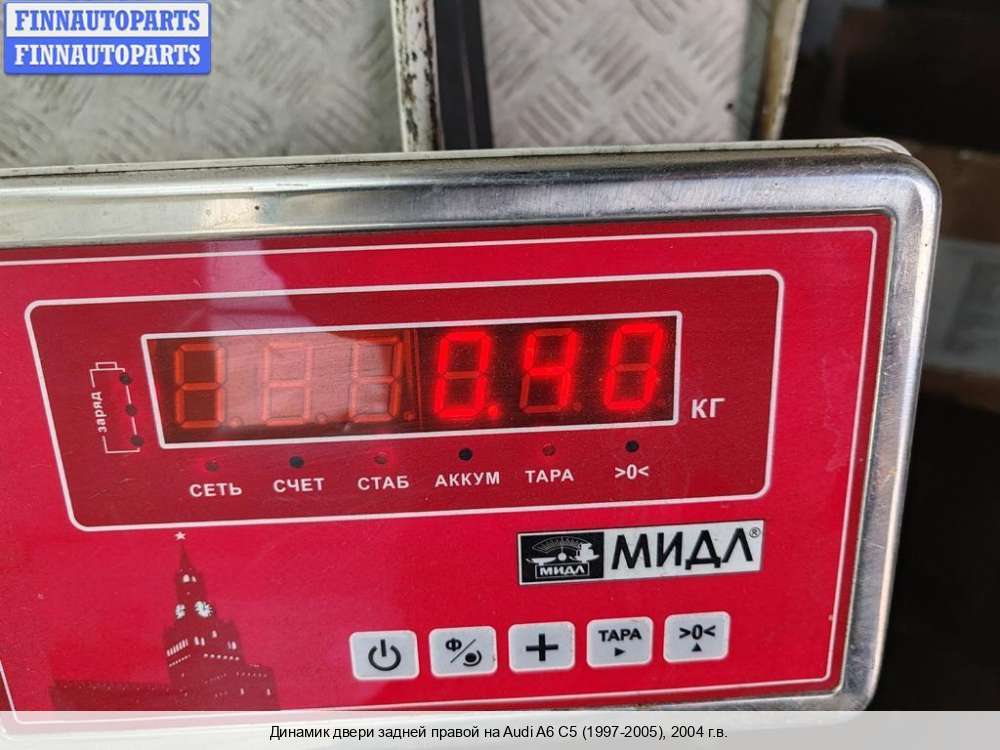 FINNAUTOPARTS
FINNAUTOPARTS
0.40
КГ
заряд
СЕТЬ СЧЕТ СТАБ АККУМ ТАРА >0<
МИДЛ МИДЛ®
Ф ТАРА >0<
Динамик двери задней правой на Audi A6 C5 (1997-2005), 2004 г.в.